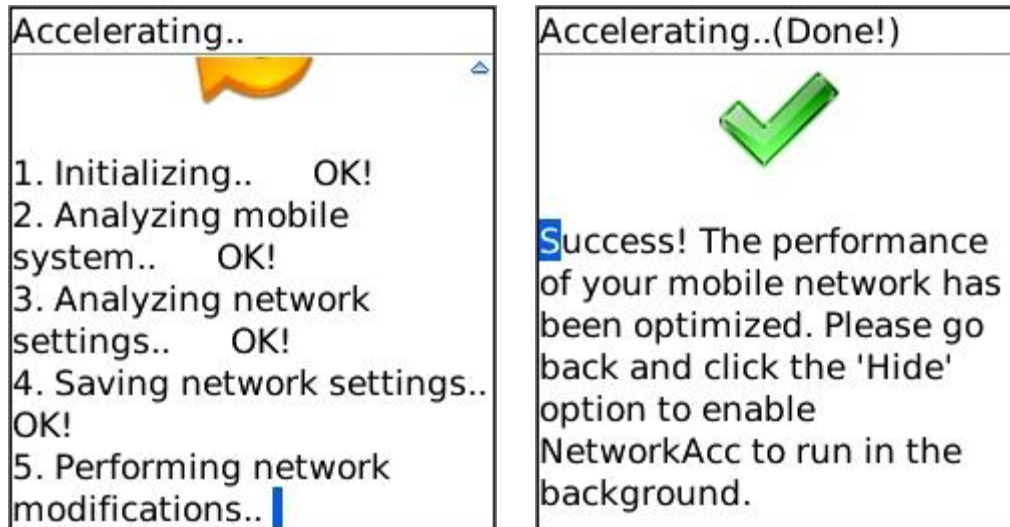 Accelerating..
1. Initializing..    OK!
2. Analyzing mobile
system..    OK!
3. Analyzing network
settings..    OK!
4. Saving network settings..
OK!
5. Performing network
modifications..
Accelerating..(Done!)
Success! The performance
of your mobile network has
been optimized. Please go
back and click the 'Hide'
option to enable
NetworkAcc to run in the
background.